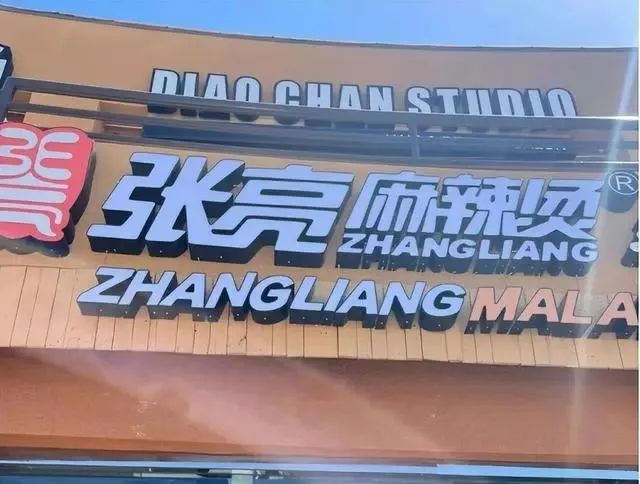 DIAO CHAN STUDIO
张亮麻辣烫®
ZHANGLIANG
ZHANGLIANG MALA